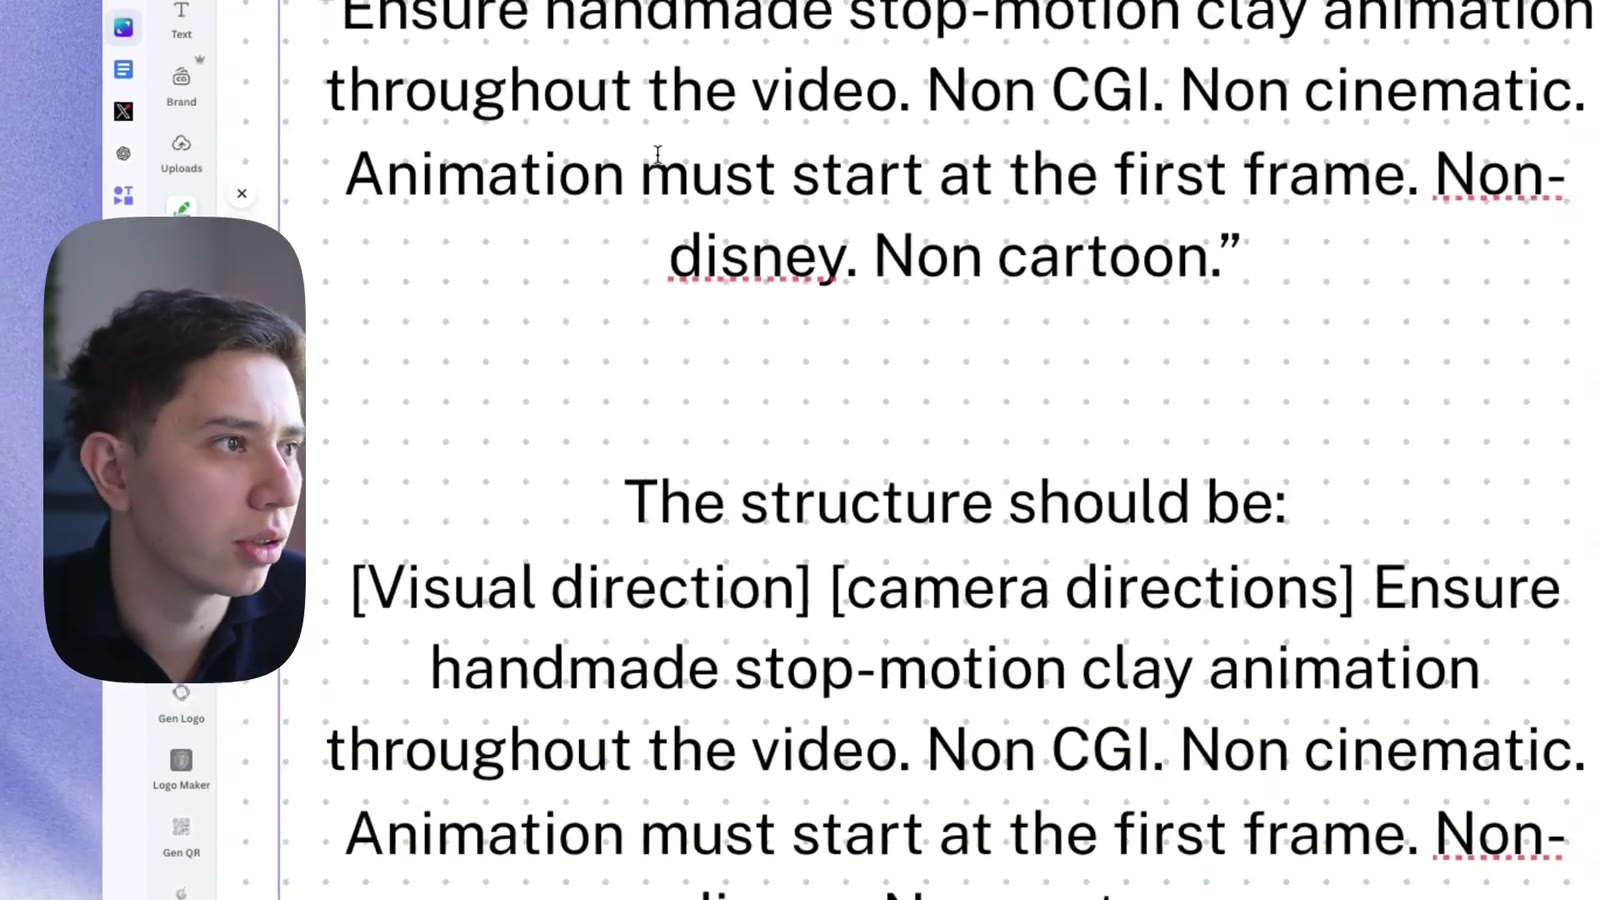 Text
Brand
Uploads
Gen Logo
Logo Maker
Gen QR
"Ensure handmade stop-motion clay animation
throughout the video. Non CGI. Non cinematic.
Animation must start at the first frame. Non-
disney. Non cartoon.”
The structure should be:
[Visual direction] [camera directions] Ensure
handmade stop-motion clay animation
throughout the video. Non CGI. Non cinematic.
Animation must start at the first frame. Non-